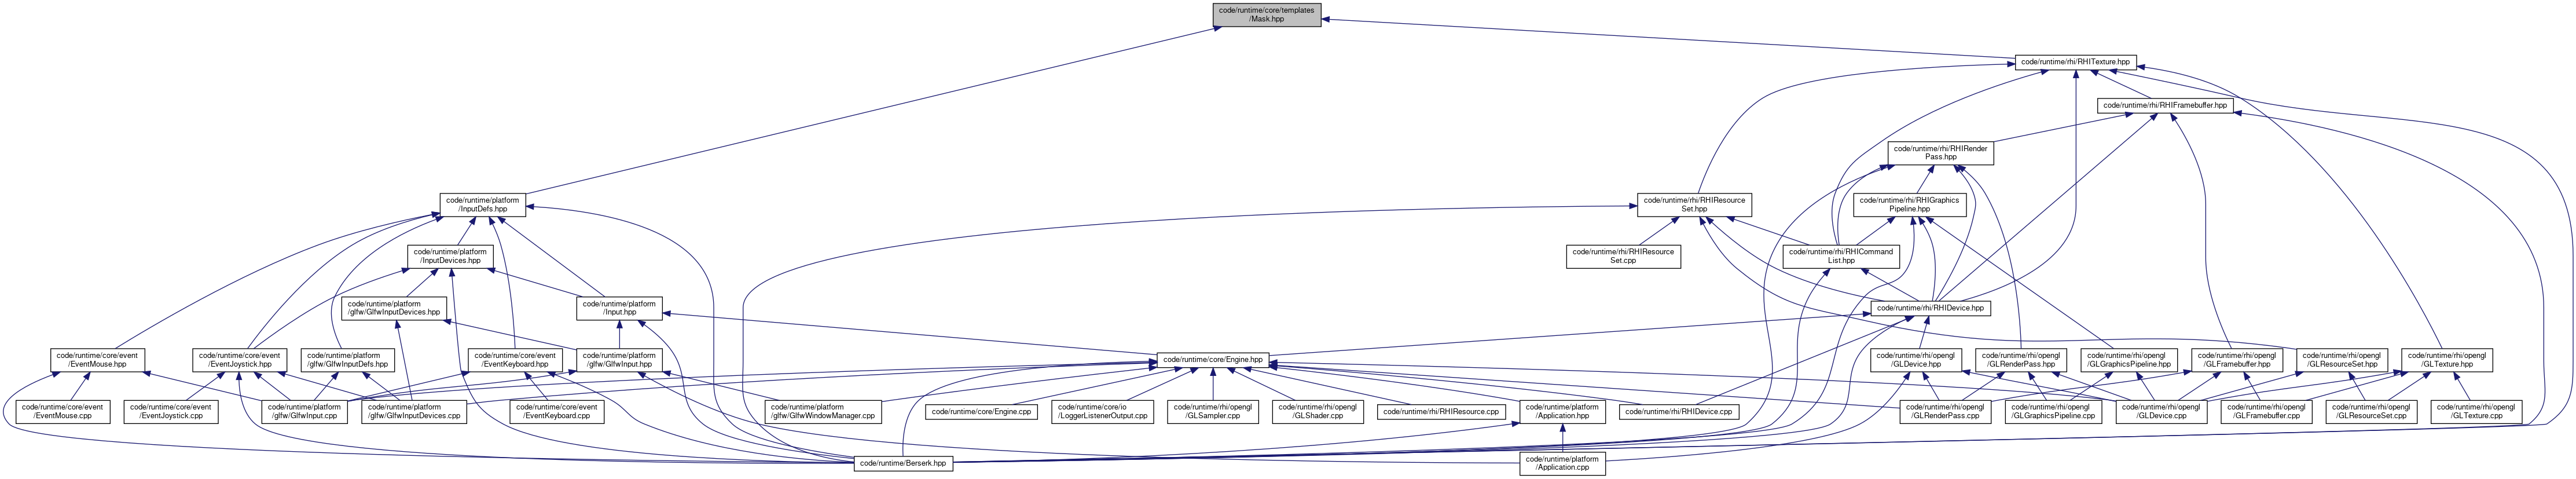 code/runtime/core/templates
/Mask.hpp
code/runtime/rhi/RHITexture.hpp
code/runtime/rhi/RHIFramebuffer.hpp
code/runtime/rhi/RHIRender
Pass.hpp
code/runtime/platform
/InputDefs.hpp
code/runtime/rhi/RHIResource
Set.hpp
code/runtime/rhi/RHIGraphics
Pipeline.hpp
code/runtime/platform
/InputDevices.hpp
code/runtime/rhi/RHIResource
Set.cpp
code/runtime/rhi/RHICommand
List.hpp
code/runtime/platform
/glfw/GlfwInputDevices.hpp
code/runtime/platform
/Input.hpp
code/runtime/rhi/RHIDevice.hpp
code/runtime/core/event
/EventMouse.hpp
code/runtime/core/event
/EventJoystick.hpp
code/runtime/platform
/glfw/GlfwInputDefs.hpp
code/runtime/core/event
/EventKeyboard.hpp
code/runtime/platform
/glfw/GlfwInput.hpp
code/runtime/core/Engine.hpp
code/runtime/rhi/opengl
/GLDevice.hpp
code/runtime/rhi/opengl
/GLRenderPass.hpp
code/runtime/rhi/opengl
/GLGraphicsPipeline.hpp
code/runtime/rhi/opengl
/GLFramebuffer.hpp
code/runtime/rhi/opengl
/GLResourceSet.hpp
code/runtime/rhi/opengl
/GLTexture.hpp
code/runtime/core/event
/EventMouse.cpp
code/runtime/core/event
/EventJoystick.cpp
code/runtime/platform
/glfw/GlfwInput.cpp
code/runtime/platform
/glfw/GlfwInputDevices.cpp
code/runtime/core/event
/EventKeyboard.cpp
code/runtime/platform
/glfw/GlfwWindowManager.cpp
code/runtime/core/Engine.cpp
code/runtime/core/io
/LoggerListenerOutput.cpp
code/runtime/rhi/opengl
/GLSampler.cpp
code/runtime/rhi/opengl
/GLShader.cpp
code/runtime/rhi/RHIResource.cpp
code/runtime/platform
/Application.hpp
code/runtime/rhi/RHIDevice.cpp
code/runtime/rhi/opengl
/GLRenderPass.cpp
code/runtime/rhi/opengl
/GLGraphicsPipeline.cpp
code/runtime/rhi/opengl
/GLDevice.cpp
code/runtime/rhi/opengl
/GLFramebuffer.cpp
code/runtime/rhi/opengl
/GLResourceSet.cpp
code/runtime/rhi/opengl
/GLTexture.cpp
code/runtime/Berserk.hpp
code/runtime/platform
/Application.cpp